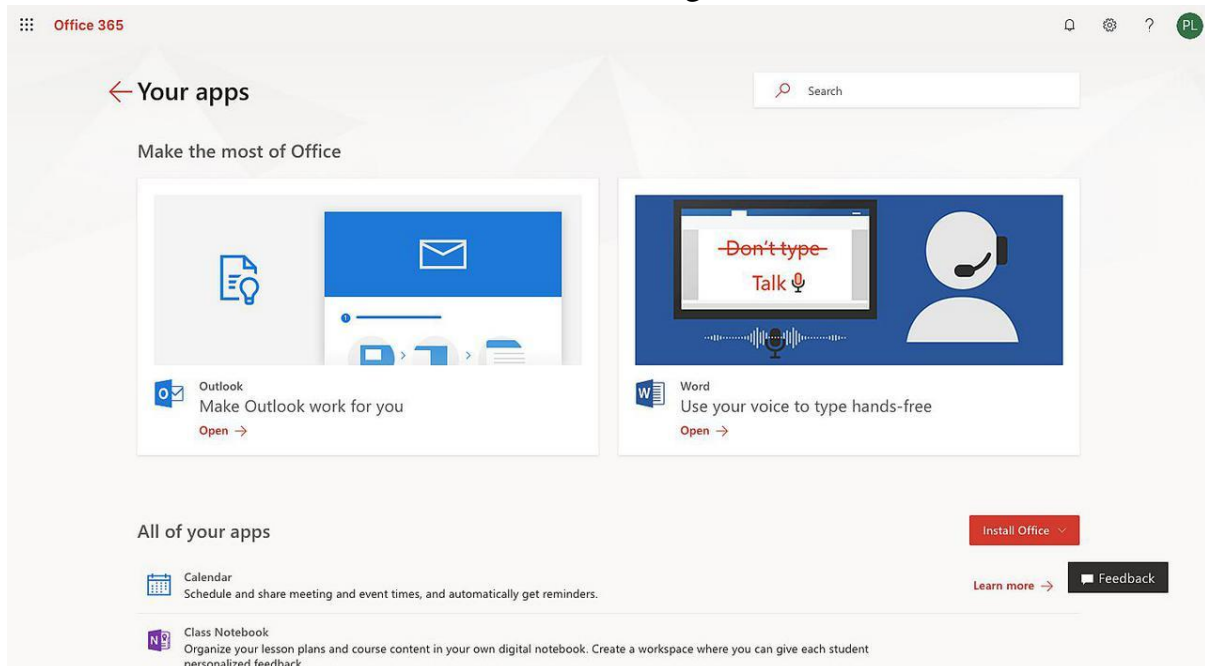 Office 365
?
PL
Your apps
Search
Make the most of Office
Don't type
Talk
Outlook
Make Outlook work for you
Open →
Word
Use your voice to type hands-free
Open →
All of your apps
Install Office
Calendar
Schedule and share meeting and event times, and automatically get reminders.
Learn more →
Feedback
Class Notebook
Organize your lesson plans and course content in your own digital notebook. Create a workspace where you can give each student
personalized feedback